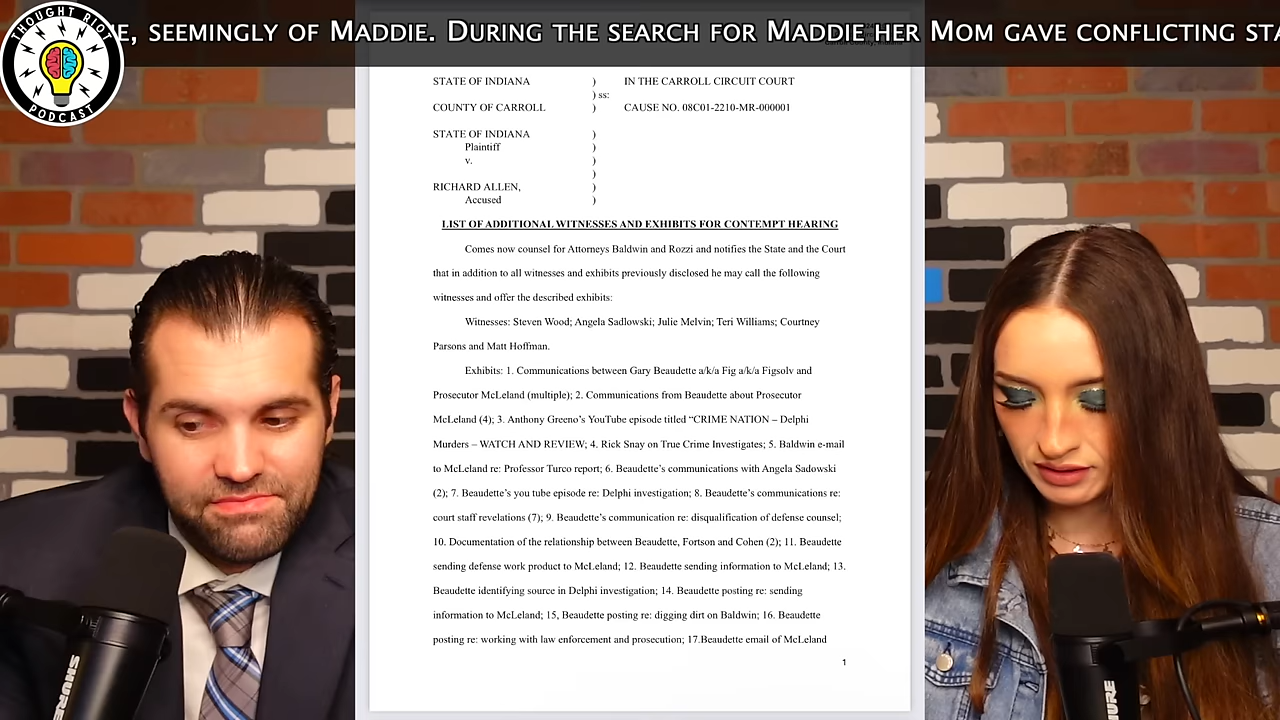 THOUGHT RIOT
PODCAST
E, SEEMINGLY OF MADDIE. DURING THE SEARCH FOR MADDIE HER MOM GAVE CONFLICTING STA
STATE OF INDIANA ) IN THE CARROLL CIRCUIT COURT
) ss:
COUNTY OF CARROLL ) CAUSE NO. 08C01-2210-MR-000001
STATE OF INDIANA )
Plaintiff )
v. )
)
RICHARD ALLEN, )
Accused )
LIST OF ADDITIONAL WITNESSES AND EXHIBITS FOR CONTEMPT HEARING
Comes now counsel for Attorneys Baldwin and Rozzi and notifies the State and the Court
that in addition to all witnesses and exhibits previously disclosed he may call the following
witnesses and offer the described exhibits:
Witnesses: Steven Wood; Angela Sadlowski; Julie Melvin; Teri Williams; Courtney
Parsons and Matt Hoffman.
Exhibits: 1. Communications between Gary Beaudette a/k/a Fig a/k/a Figsolv and
Prosecutor McLeland (multiple); 2. Communications from Beaudette about Prosecutor
McLeland (4); 3. Anthony Greeno's YouTube episode titled "CRIME NATION – Delphi
Murders – WATCH AND REVIEW; 4. Rick Snay on True Crime Investigates; 5. Baldwin e-mail
to McLeland re: Professor Turco report; 6. Beaudette's communications with Angela Sadowski
(2); 7. Beaudette's you tube episode re: Delphi investigation; 8. Beaudette's communications re:
court staff revelations (7); 9. Beaudette's communication re: disqualification of defense counsel;
10. Documentation of the relationship between Beaudette, Fortson and Cohen (2); 11. Beaudette
sending defense work product to McLeland; 12. Beaudette sending information to McLeland; 13.
Beaudette identifying source in Delphi investigation; 14. Beaudette posting re: sending
information to McLeland; 15, Beaudette posting re: digging dirt on Baldwin; 16. Beaudette
posting re: working with law enforcement and prosecution; 17.Beaudette email of McLeland
1
SHURE
URE